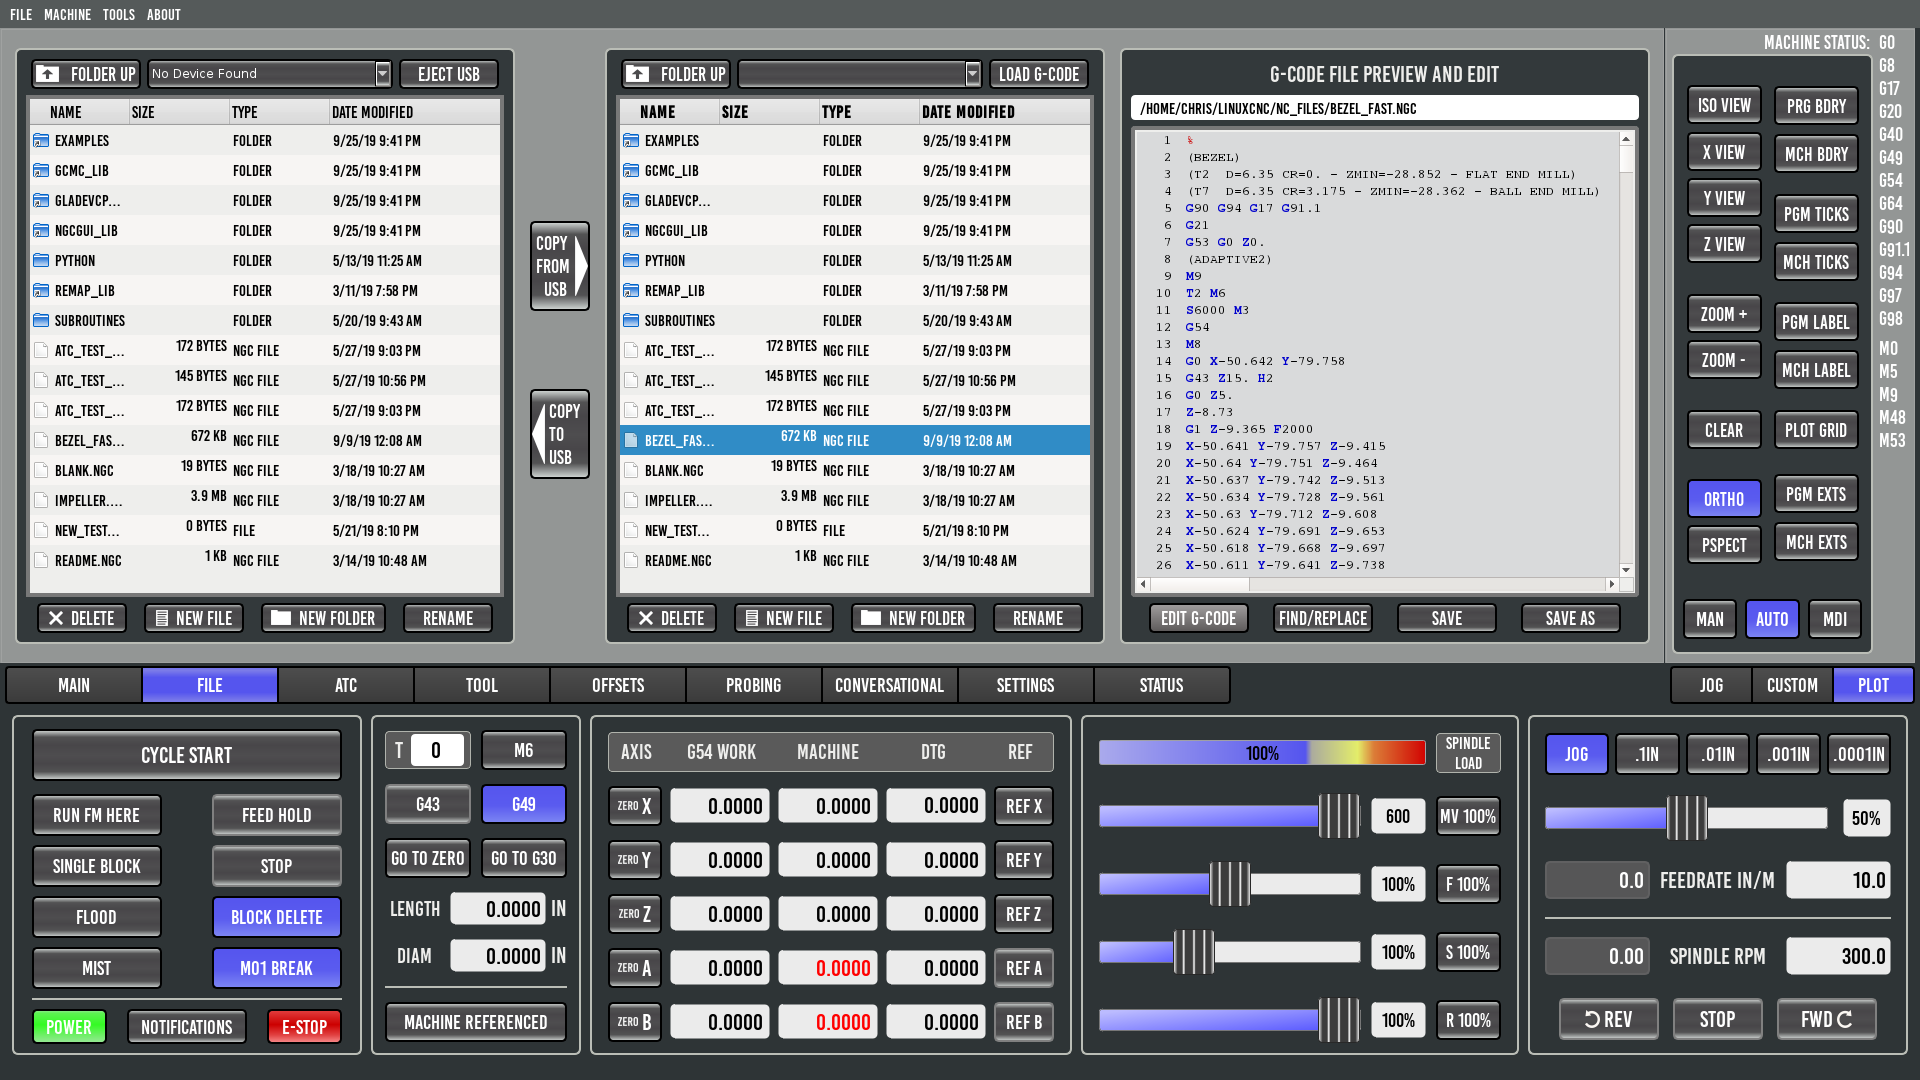 FILE MACHINE TOOLS ABOUT
FOLDER UP No Device Found EJECT USB
NAME SIZE TYPE DATE MODIFIED
EXAMPLES FOLDER 9/25/19 9:41 PM
GCMC_LIB FOLDER 9/25/19 9:41 PM
GLADEVCP... FOLDER 9/25/19 9:41 PM
NGCGUI_LIB FOLDER 9/25/19 9:41 PM
PYTHON FOLDER 5/13/19 11:25 AM
REMAP_LIB FOLDER 3/11/19 7:58 PM
SUBROUTINES FOLDER 5/20/19 9:43 AM
ATC_TEST_... 172 BYTES NGC FILE 5/27/19 9:03 PM
ATC_TEST_... 145 BYTES NGC FILE 5/27/19 10:56 PM
ATC_TEST_... 172 BYTES NGC FILE 5/27/19 9:03 PM
BEZEL_FAS... 672 KB NGC FILE 9/9/19 12:08 AM
BLANK.NGC 19 BYTES NGC FILE 3/18/19 10:27 AM
IMPELLER.... 3.9 MB NGC FILE 3/18/19 10:27 AM
NEW_TEST... 0 BYTES FILE 5/21/19 8:10 PM
README.NGC 1 KB NGC FILE 3/14/19 10:48 AM
DELETE NEW FILE NEW FOLDER RENAME
COPY
FROM
USB
COPY
TO
USB
FOLDER UP LOAD G-CODE
NAME SIZE TYPE DATE MODIFIED
EXAMPLES FOLDER 9/25/19 9:41 PM
GCMC_LIB FOLDER 9/25/19 9:41 PM
GLADEVCP... FOLDER 9/25/19 9:41 PM
NGCGUI_LIB FOLDER 9/25/19 9:41 PM
PYTHON FOLDER 5/13/19 11:25 AM
REMAP_LIB FOLDER 3/11/19 7:58 PM
SUBROUTINES FOLDER 5/20/19 9:43 AM
ATC_TEST_... 172 BYTES NGC FILE 5/27/19 9:03 PM
ATC_TEST_... 145 BYTES NGC FILE 5/27/19 10:56 PM
ATC_TEST_... 172 BYTES NGC FILE 5/27/19 9:03 PM
BEZEL_FAS... 672 KB NGC FILE 9/9/19 12:08 AM
BLANK.NGC 19 BYTES NGC FILE 3/18/19 10:27 AM
IMPELLER.... 3.9 MB NGC FILE 3/18/19 10:27 AM
NEW_TEST... 0 BYTES FILE 5/21/19 8:10 PM
README.NGC 1 KB NGC FILE 3/14/19 10:48 AM
DELETE NEW FILE NEW FOLDER RENAME
G-CODE FILE PREVIEW AND EDIT
/HOME/CHRIS/LINUXCNC/NC_FILES/BEZEL_FAST.NGC
1 %
2 (BEZEL)
3 (T2 D=6.35 CR=0. - ZMIN=-28.852 - FLAT END MILL)
4 (T7 D=6.35 CR=3.175 - ZMIN=-28.362 - BALL END MILL)
5 G90 G94 G17 G91.1
6 G21
7 G53 G0 Z0.
8 (ADAPTIVE2)
9 M9
10 T2 M6
11 S6000 M3
12 G54
13 M8
14 G0 X-50.642 Y-79.758
15 G43 Z15. H2
16 G0 Z5.
17 Z-8.73
18 G1 Z-9.365 F2000
19 X-50.641 Y-79.757 Z-9.415
20 X-50.64 Y-79.751 Z-9.464
21 X-50.637 Y-79.742 Z-9.513
22 X-50.634 Y-79.728 Z-9.561
23 X-50.63 Y-79.712 Z-9.608
24 X-50.624 Y-79.691 Z-9.653
25 X-50.618 Y-79.668 Z-9.697
26 X-50.611 Y-79.641 Z-9.738
EDIT G-CODE FIND/REPLACE SAVE SAVE AS
MACHINE STATUS: G0
G8
G17
G20
G40
G49
G54
G64
G90
G91.1
G94
G97
G98
M0
M5
M9
M48
M53
ISO VIEW PRG BDRY
X VIEW MCH BDRY
Y VIEW PGM TICKS
Z VIEW MCH TICKS
ZOOM + PGM LABEL
ZOOM - MCH LABEL
CLEAR PLOT GRID
ORTHO PGM EXTS
PSPECT MCH EXTS
MAN AUTO MDI
MAIN FILE ATC TOOL OFFSETS PROBING CONVERSATIONAL SETTINGS STATUS
JOG CUSTOM PLOT
CYCLE START
RUN FM HERE FEED HOLD
SINGLE BLOCK STOP
FLOOD BLOCK DELETE
MIST M01 BREAK
POWER NOTIFICATIONS E-STOP
T 0 M6
G43 G49
GO TO ZERO GO TO G30
LENGTH 0.0000 IN
DIAM 0.0000 IN
MACHINE REFERENCED
AXIS G54 WORK MACHINE DTG REF
ZERO X 0.0000 0.0000 0.0000 REF X
ZERO Y 0.0000 0.0000 0.0000 REF Y
ZERO Z 0.0000 0.0000 0.0000 REF Z
ZERO A 0.0000 0.0000 0.0000 REF A
ZERO B 0.0000 0.0000 0.0000 REF B
100% SPINDLE
LOAD
600 MV 100%
100% F 100%
100% S 100%
100% R 100%
JOG .1IN .01IN .001IN .0001IN
50%
0.0 FEEDRATE IN/M 10.0
0.00 SPINDLE RPM 300.0
REV STOP FWD